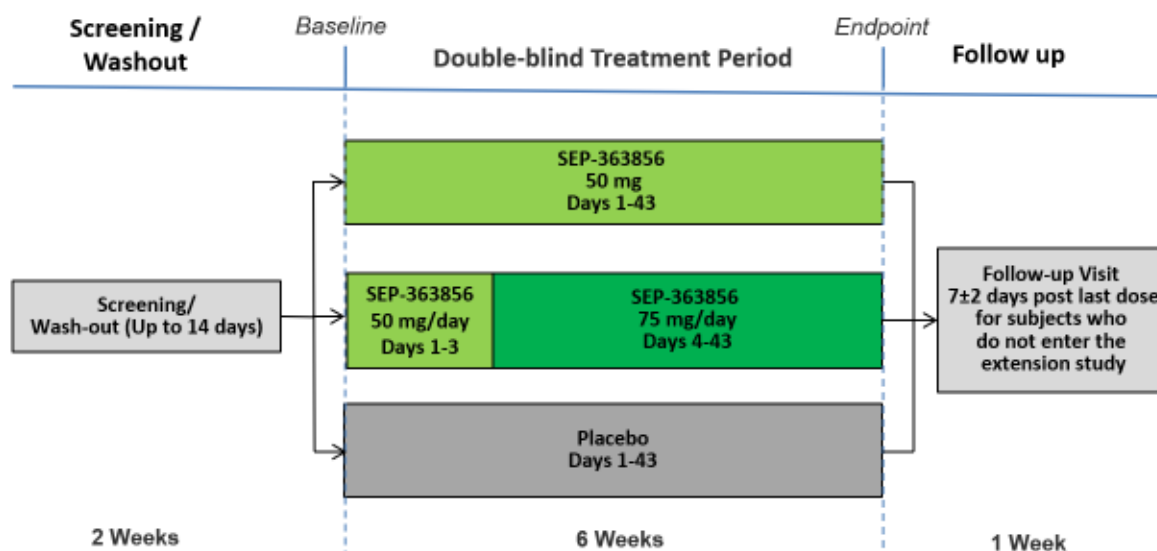 Screening /
Washout
Baseline
Double-blind Treatment Period
Endpoint
Follow up
SEP-363856
50 mg
Days 1-43
Screening/
Wash-out (Up to 14 days)
SEP-363856
50 mg/day
Days 1-3
SEP-363856
75 mg/day
Days 4-43
Follow-up Visit
7±2 days post last dose
for subjects who
do not enter the
extension study
Placebo
Days 1-43
2 Weeks
6 Weeks
1 Week